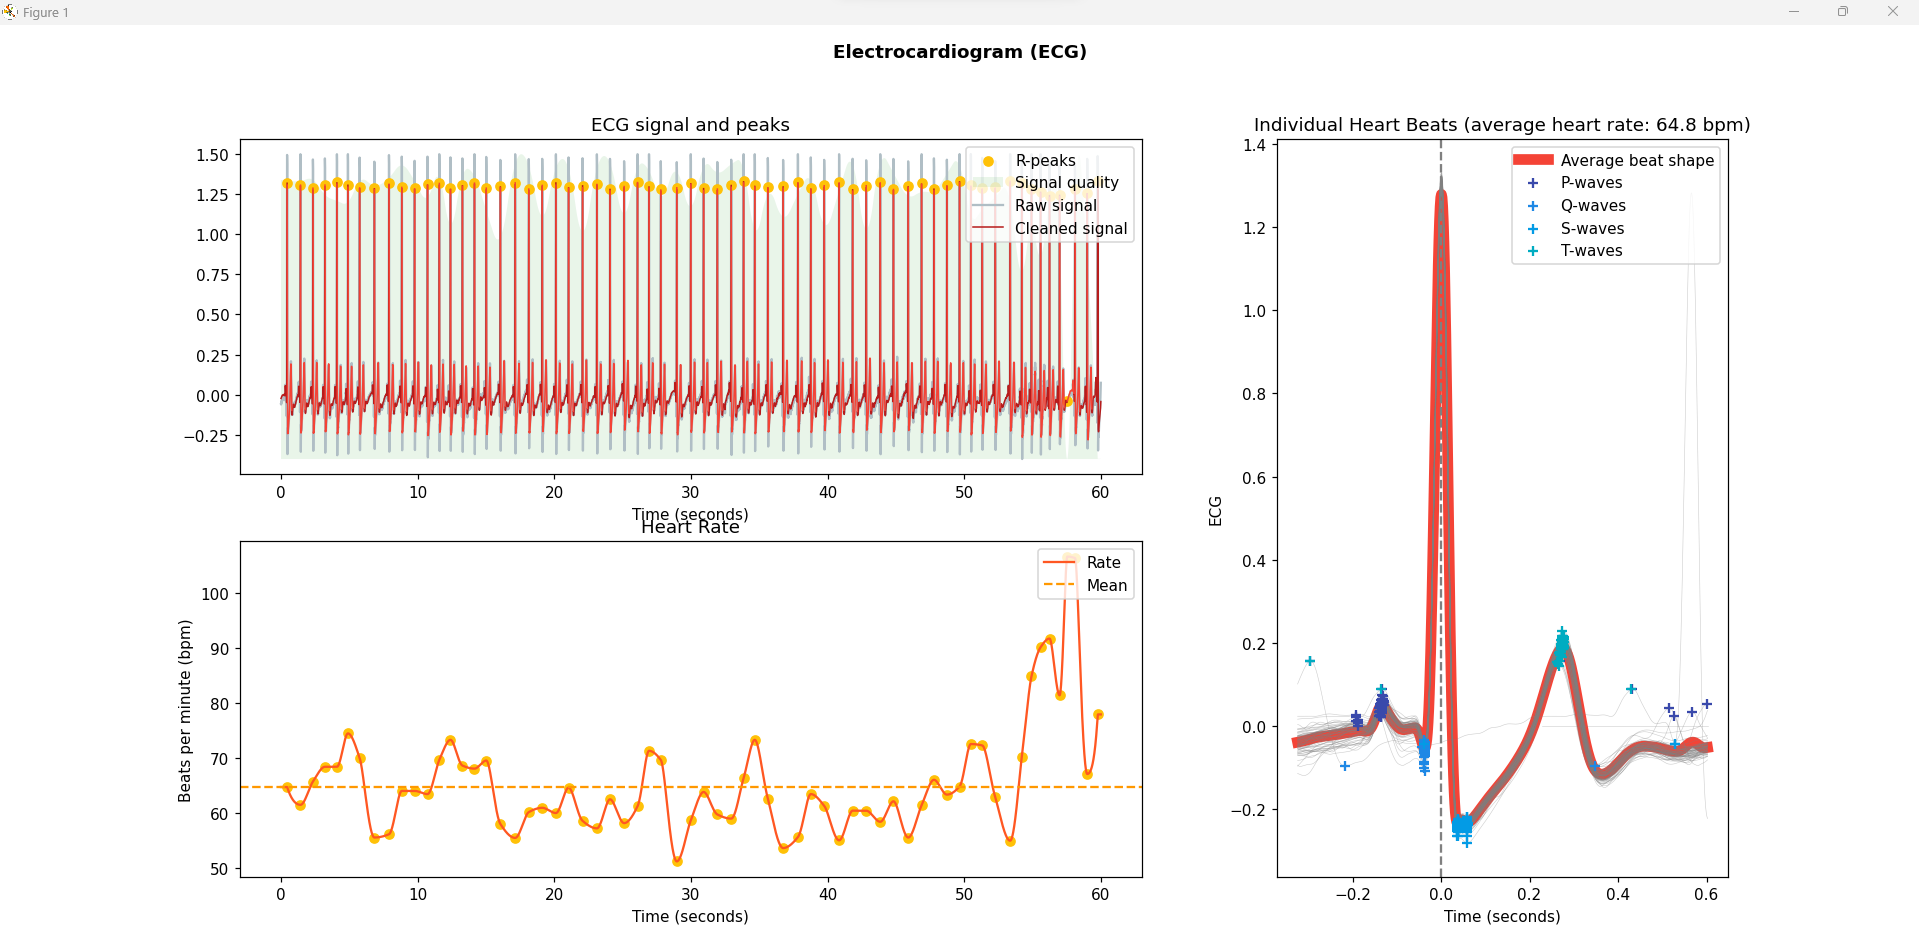 Figure 1
Electrocardiogram (ECG)
ECG signal and peaks
1.50
1.25
1.00
0.75
0.50
0.25
0.00
−0.25
R-peaks
Signal quality
Raw signal
Cleaned signal
0 10 20 30 40 50 60
Time (seconds)
Heart Rate
Beats per minute (bpm)
100
90
80
70
60
50
Rate
Mean
0 10 20 30 40 50 60
Time (seconds)
Individual Heart Beats (average heart rate: 64.8 bpm)
ECG
1.4
1.2
1.0
0.8
0.6
0.4
0.2
0.0
−0.2
Average beat shape
P-waves
Q-waves
S-waves
T-waves
−0.2 0.0 0.2 0.4 0.6
Time (seconds)